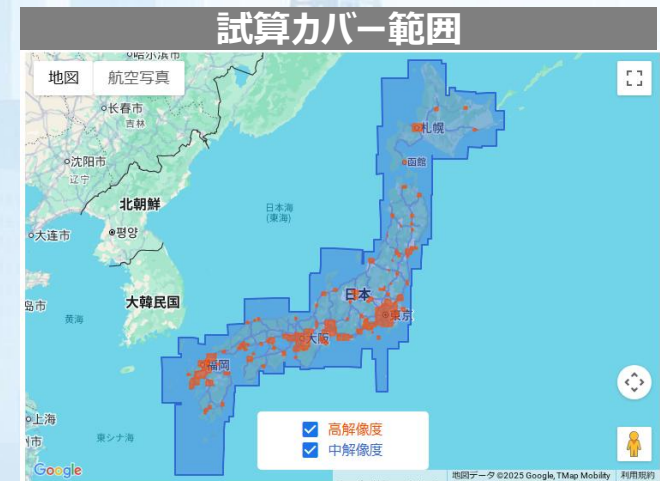 試算カバー範囲
哈尔滨市
地図 航空写真
长春市
吉林
札幌
沈阳市
辽宁
函館
北朝鮮
日本海
(東海)
大连市
평양
日本
大韓民国
岛市
東京
黄海
大阪
福岡
上海
州市
東シナ海
高解像度
中解像度
Google
地図データ ©2025 Google, TMap Mobility 利用規約